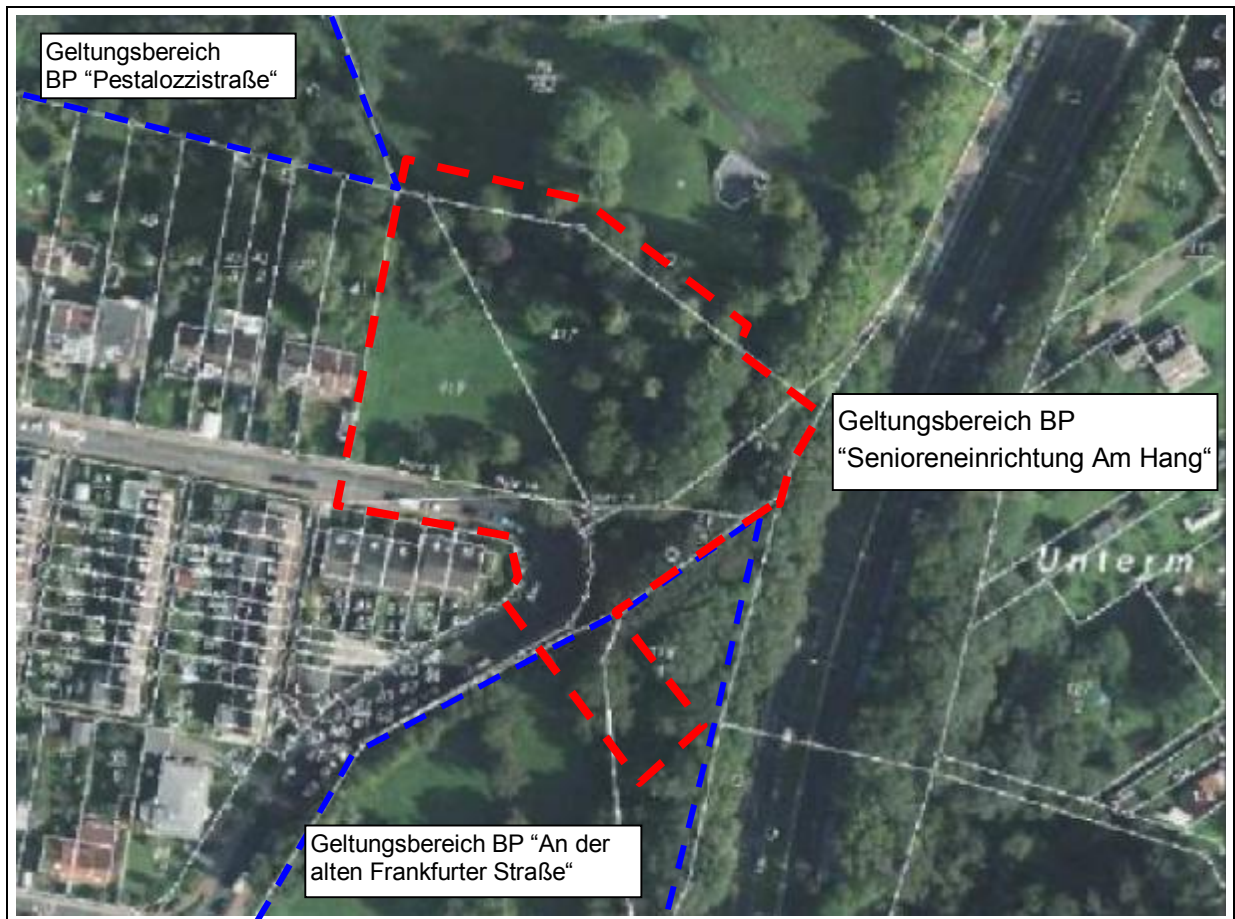 Geltungsbereich
BP “Pestalozzistraße“
Geltungsbereich BP
“Senioreneinrichtung Am Hang“
Unterm
Geltungsbereich BP “An der
alten Frankfurter Straße“